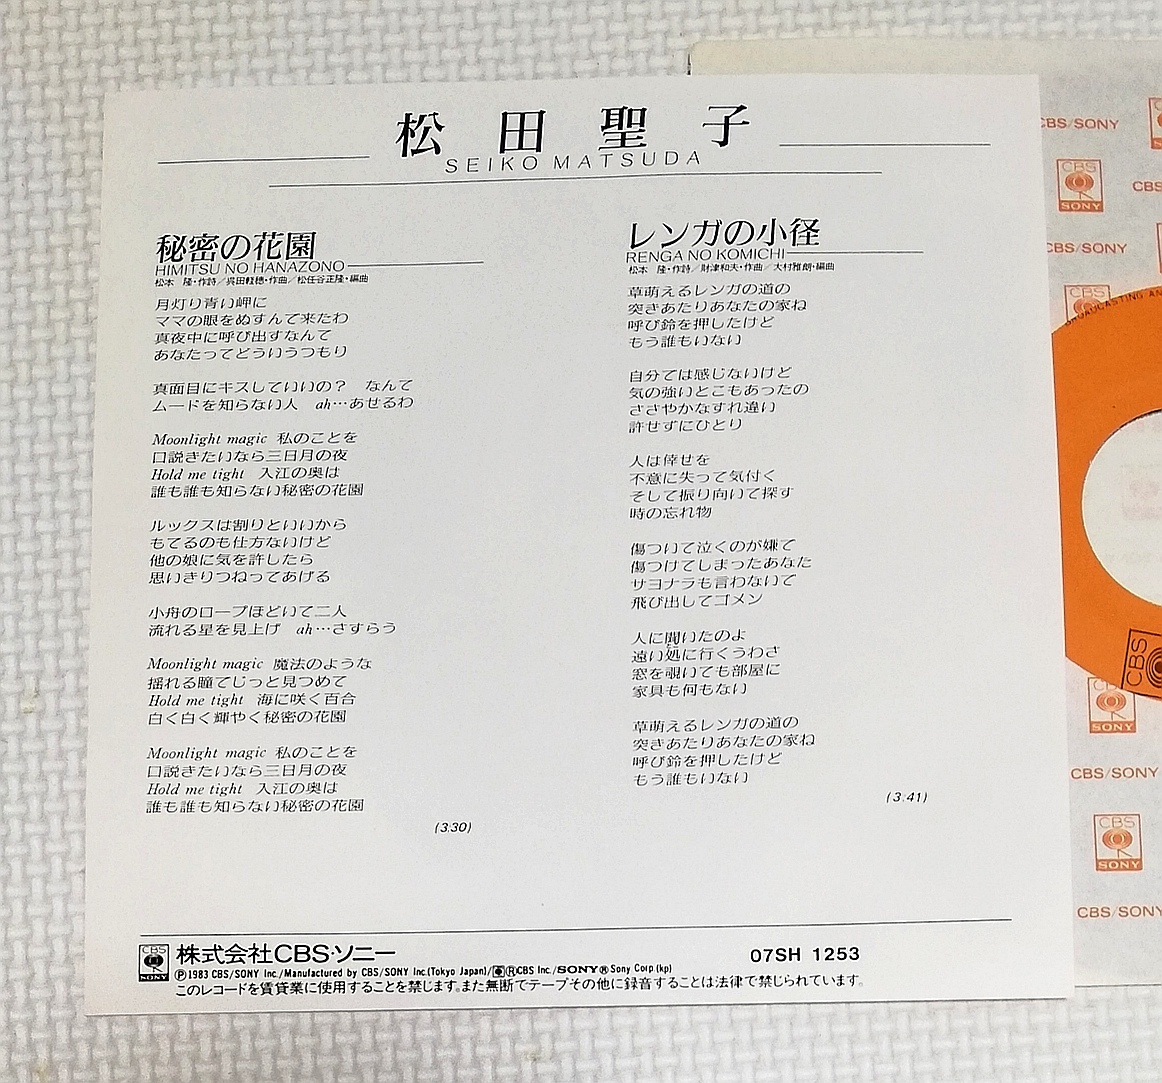 松田聖子
SEIKO MATSUDA
秘密の花園
HIMITSU NO HANAZONO
松本 隆・作詩／呉田軽穂・作曲／松任谷正隆・編曲
月灯り青い岬に
ママの眼をぬすんで来たわ
真夜中に呼び出すなんて
あなたってどういうつもり
真面目にキスしていいの？ なんて
ムードを知らない人 ah…あせるわ
Moonlight magic 私のことを
口説きたいなら三日月の夜
Hold me tight 入江の奥は
誰も誰も知らない秘密の花園
ルックスは割りといいから
もてるのも仕方ないけど
他の娘に気を許したら
思いきりつねってあげる
小舟のロープほどいて二人
流れる星を見上げ ah…さすらう
Moonlight magic 魔法のような
揺れる瞳でじっと見つめて
Hold me tight 海に咲く百合
白く白く輝やく秘密の花園
Moonlight magic 私のことを
口説きたいなら三日月の夜
Hold me tight 入江の奥は
誰も誰も知らない秘密の花園
(3:30)
レンガの小径
RENGA NO KOMICHI
松本 隆・作詩／財津和夫・作曲／大村雅朗・編曲
草萌えるレンガの道の
突きあたりあなたの家ね
呼び鈴を押したけど
もう誰もいない
自分では感じないけど
気の強いとこもあったの
ささやかなすれ違い
許せずにひとり
人は倖せを
不意に失って気付く
そして振り向いて探す
時の忘れ物
傷ついて泣くのが嫌で
傷つけてしまったあなた
サヨナラも言わないで
飛び出してゴメン
人に聞いたのよ
遠い処に行くうわさ
窓を覗いても部屋に
家具も何もない
草萌えるレンガの道の
突きあたりあなたの家ね
呼び鈴を押したけど
もう誰もいない
(3:41)
CBS SONY
株式会社CBS・ソニー
07SH 1253
Ⓟ1983 CBS/SONY Inc./Manufactured by CBS/SONY Inc.(Tokyo Japan)/ⓇCBS Inc./SONY®Sony Corp.(kp)
このレコードを賃貸業に使用することを禁じます。また無断でテープその他に録音することは法律で禁じられています。
CBS/SONY
CBS SONY
CBS
CBS/SONY
CBS
BROADCASTING AN
CBS
CBS SONY
CBS/SONY
CBS SONY
CBS/SONY